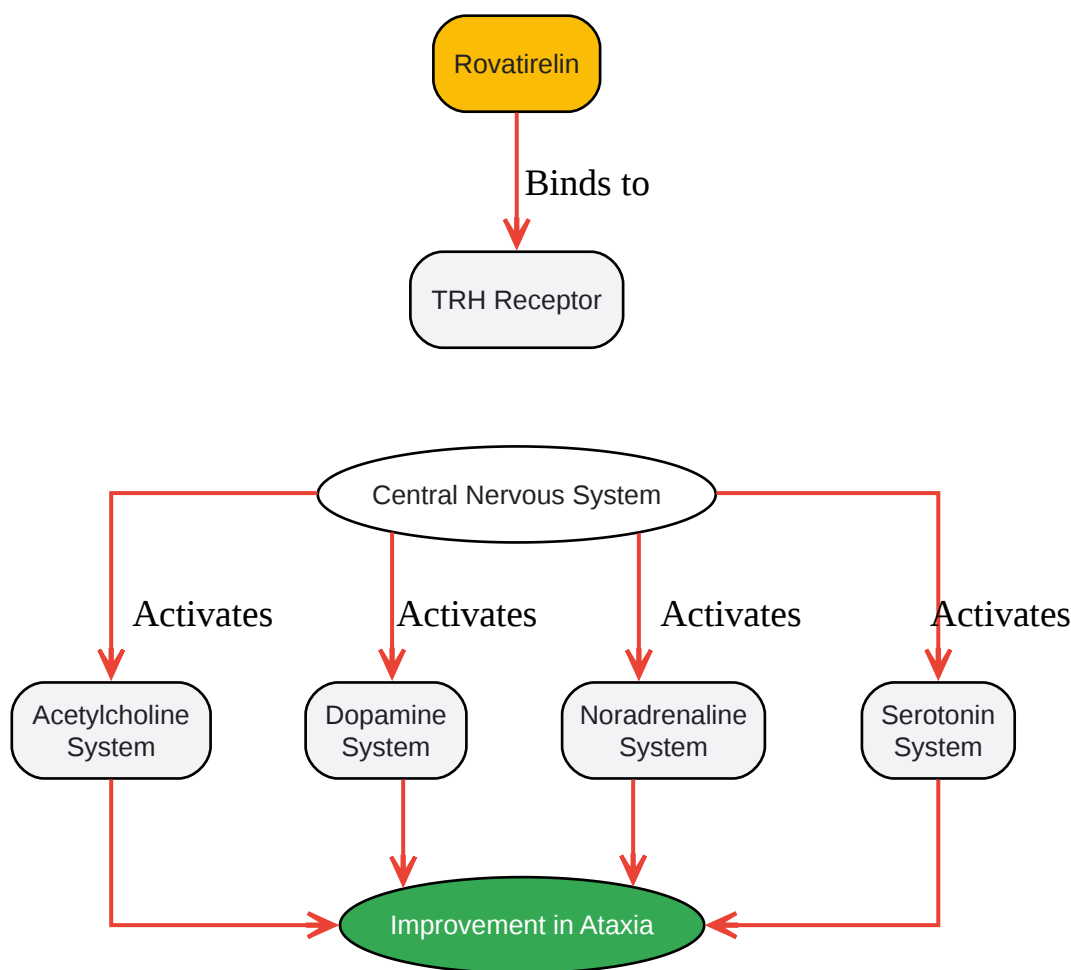 Rovatirelin
Binds to
TRH Receptor
Central Nervous System
Activates
Activates
Activates
Activates
Acetylcholine
System
Dopamine
System
Noradrenaline
System
Serotonin
System
Improvement in Ataxia